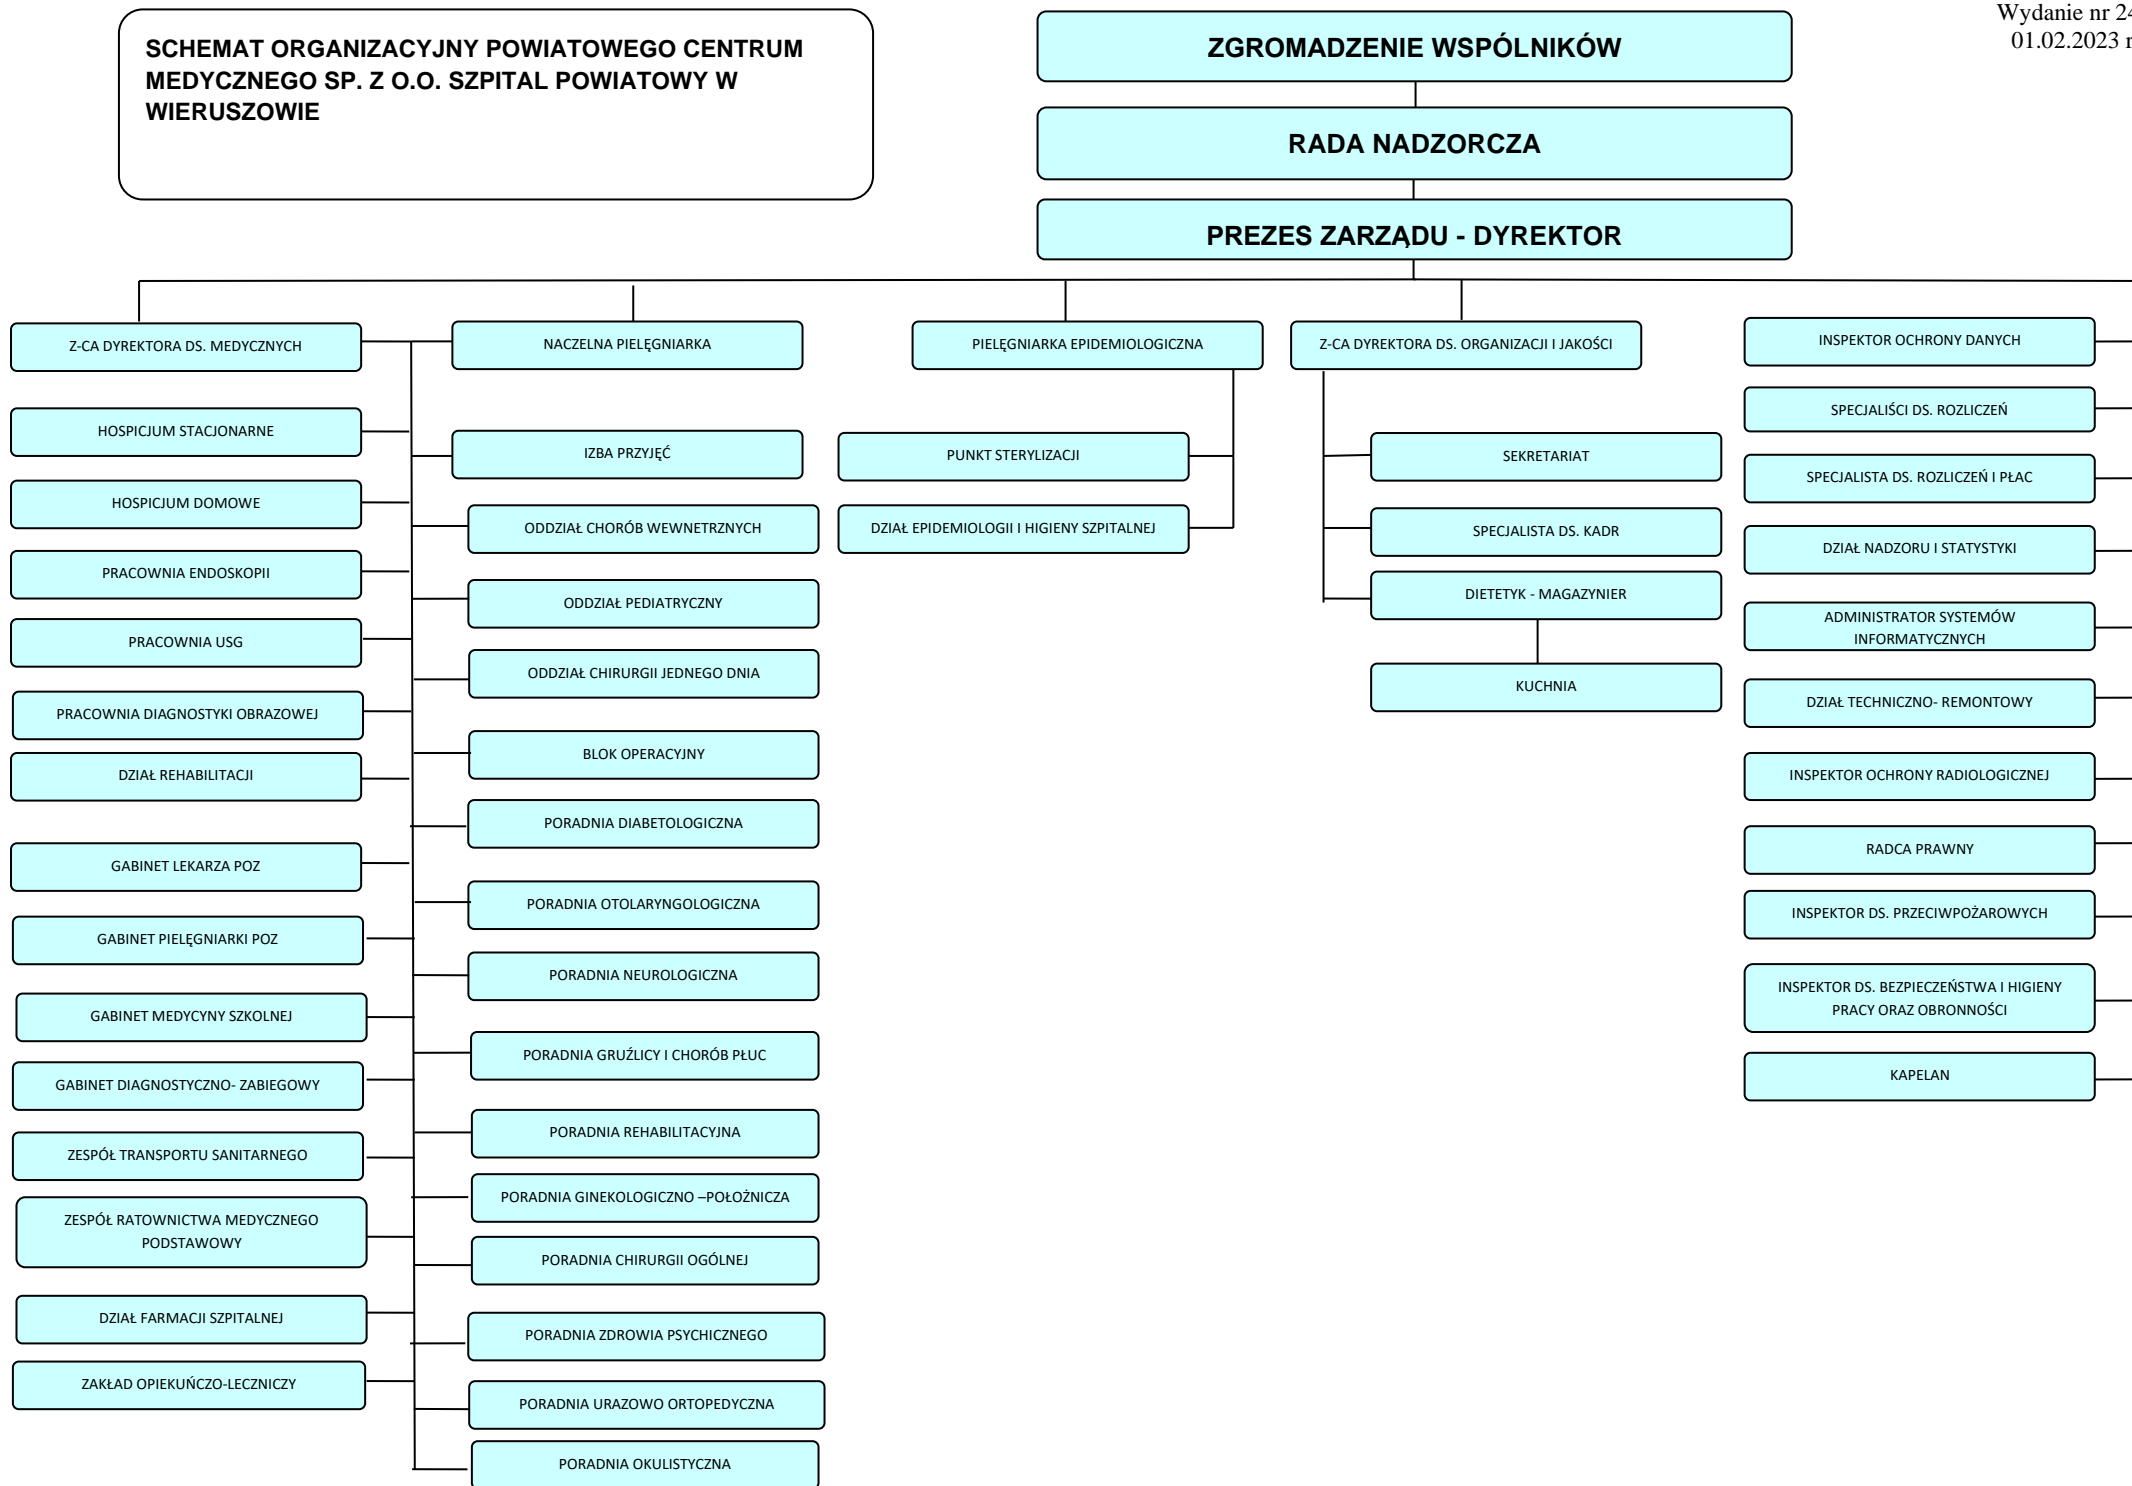 SCHEMAT ORGANIZACYJNY POWIATOWEGO CENTRUM
MEDYCZNEGO SP. Z O.O. SZPITAL POWIATOWY W
WIERUSZOWIE
ZGROMADZENIE WSPÓLNIKÓW
Wydanie nr 24
01.02.2023 r
RADA NADZORCZA
PREZES ZARZĄDU - DYREKTOR
Z-CA DYREKTORA DS. MEDYCZNYCH
HOSPICJUM STACJONARNE
HOSPICJUM DOMOWE
PRACOWNIA ENDOSKOPII
PRACOWNIA USG
PRACOWNIA DIAGNOSTYKI OBRAZOWEJ
DZIAŁ REHABILITACJI
GABINET LEKARZA POZ
GABINET PIELĘGNIARKI POZ
GABINET MEDYCYNY SZKOLNEJ
GABINET DIAGNOSTYCZNO- ZABIEGOWY
ZESPÓŁ TRANSPORTU SANITARNEGO
ZESPÓŁ RATOWNICTWA MEDYCZNEGO
PODSTAWOWY
DZIAŁ FARMACJI SZPITALNEJ
ZAKŁAD OPIEKUŃCZO-LECZNICZY
NACZELNA PIELĘGNIARKA
IZBA PRZYJĘĆ
ODDZIAŁ CHORÓB WEWNETRZNYCH
ODDZIAŁ PEDIATRYCZNY
ODDZIAŁ CHIRURGII JEDNEGO DNIA
BLOK OPERACYJNY
PORADNIA DIABETOLOGICZNA
PORADNIA OTOLARYNGOLOGICZNA
PORADNIA NEUROLOGICZNA
PORADNIA GRUŹLICY I CHORÓB PŁUC
PORADNIA REHABILITACYJNA
PORADNIA GINEKOLOGICZNO –POŁOŻNICZA
PORADNIA CHIRURGII OGÓLNEJ
PORADNIA ZDROWIA PSYCHICZNEGO
PORADNIA URAZOWO ORTOPEDYCZNA
PORADNIA OKULISTYCZNA
PIELĘGNIARKA EPIDEMIOLOGICZNA
PUNKT STERYLIZACJI
DZIAŁ EPIDEMIOLOGII I HIGIENY SZPITALNEJ
Z-CA DYREKTORA DS. ORGANIZACJI I JAKOŚCI
SEKRETARIAT
SPECJALISTA DS. KADR
DIETETYK - MAGAZYNIER
KUCHNIA
INSPEKTOR OCHRONY DANYCH
SPECJALIŚCI DS. ROZLICZEŃ
SPECJALISTA DS. ROZLICZEŃ I PŁAC
DZIAŁ NADZORU I STATYSTYKI
ADMINISTRATOR SYSTEMÓW
INFORMATYCZNYCH
DZIAŁ TECHNICZNO- REMONTOWY
INSPEKTOR OCHRONY RADIOLOGICZNEJ
RADCA PRAWNY
INSPEKTOR DS. PRZECIWPOŻAROWYCH
INSPEKTOR DS. BEZPIECZEŃSTWA I HIGIENY
PRACY ORAZ OBRONNOŚCI
KAPELAN